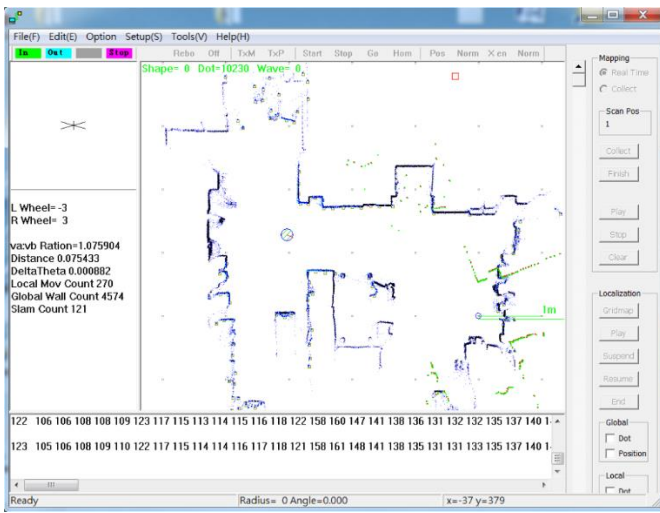 File(F) Edit(E) Option Setup(S) Tools(V) Help(H)
In Out Stop Rebo Off TxM TxP Start Stop Go Hom Pos Norm X ca Norm
Shape= 0 Dot=10230 Wave= 0
L Wheel=-3
R Wheel= 3
va:vb Ration=1.075904
Distance 0.075433
DeltaTheta 0.000882
Local Mov Count 270
Global Wall Count 4574
Slam Count 121
1m
Mapping
Real Time
Collect
Scan Pos
1
Collect
Finish
Play
Stop
Clear
Localization
Gridmap
Play
Suspend
Resume
End
Global
Dot
Position
Local
Dot
122 106 106 108 108 109 123 117 115 113 114 115 116 117 116 118 122 158 160 147 141 138 136 131 132 132 135 137 140
123 105 106 108 109 110 122 117 115 114 114 116 117 118 121 158 161 148 141 138 135 131 131 133 135 137 140
Ready Radius= 0 Angle=0.000 x=-37 y=379